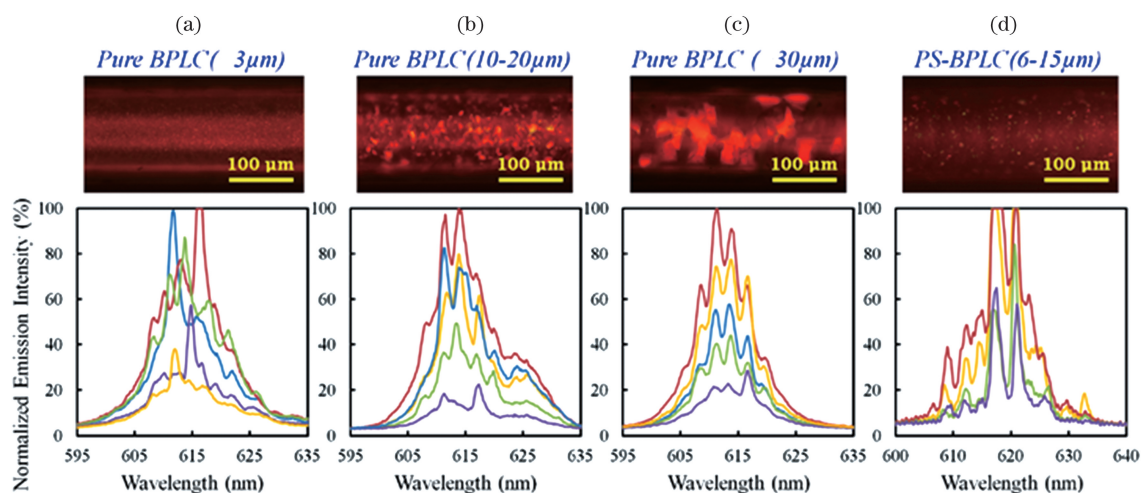 (a) (b) (c) (d)
Pure BPLC( 3μm) Pure BPLC(10-20μm) Pure BPLC ( 30μm) PS-BPLC(6-15μm)
100 μm 100 μm 100 μm 100 μm
Normalized Emission Intensity (%)
100 100 100 100
80 80 80 80
60 60 60 60
40 40 40 40
20 20 20 20
0 0 0 0
595 605 615 625 635 595 605 615 625 635 595 605 615 625 635 600 610 620 630 640
Wavelength (nm) Wavelength (nm) Wavelength (nm) Wavelength (nm)